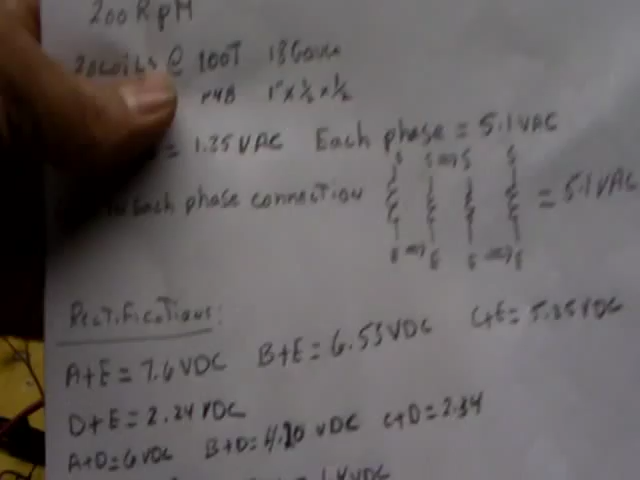 200 RPM
20 Coils @ 100T 18 Gauge
N48 1" x 1/2 x 1/2
= 1.25 VAC Each phase = 5.1 VAC
Each phase connection = 5.1 VAC
Rectifications:
A+E = 7.6 VDC B+E = 6.53 VDC C+E = 5.35 VDC
D+E = 2.24 VDC
A+D = 6 VDC B+D = 4.20 VDC C+D = 2.34
VDC